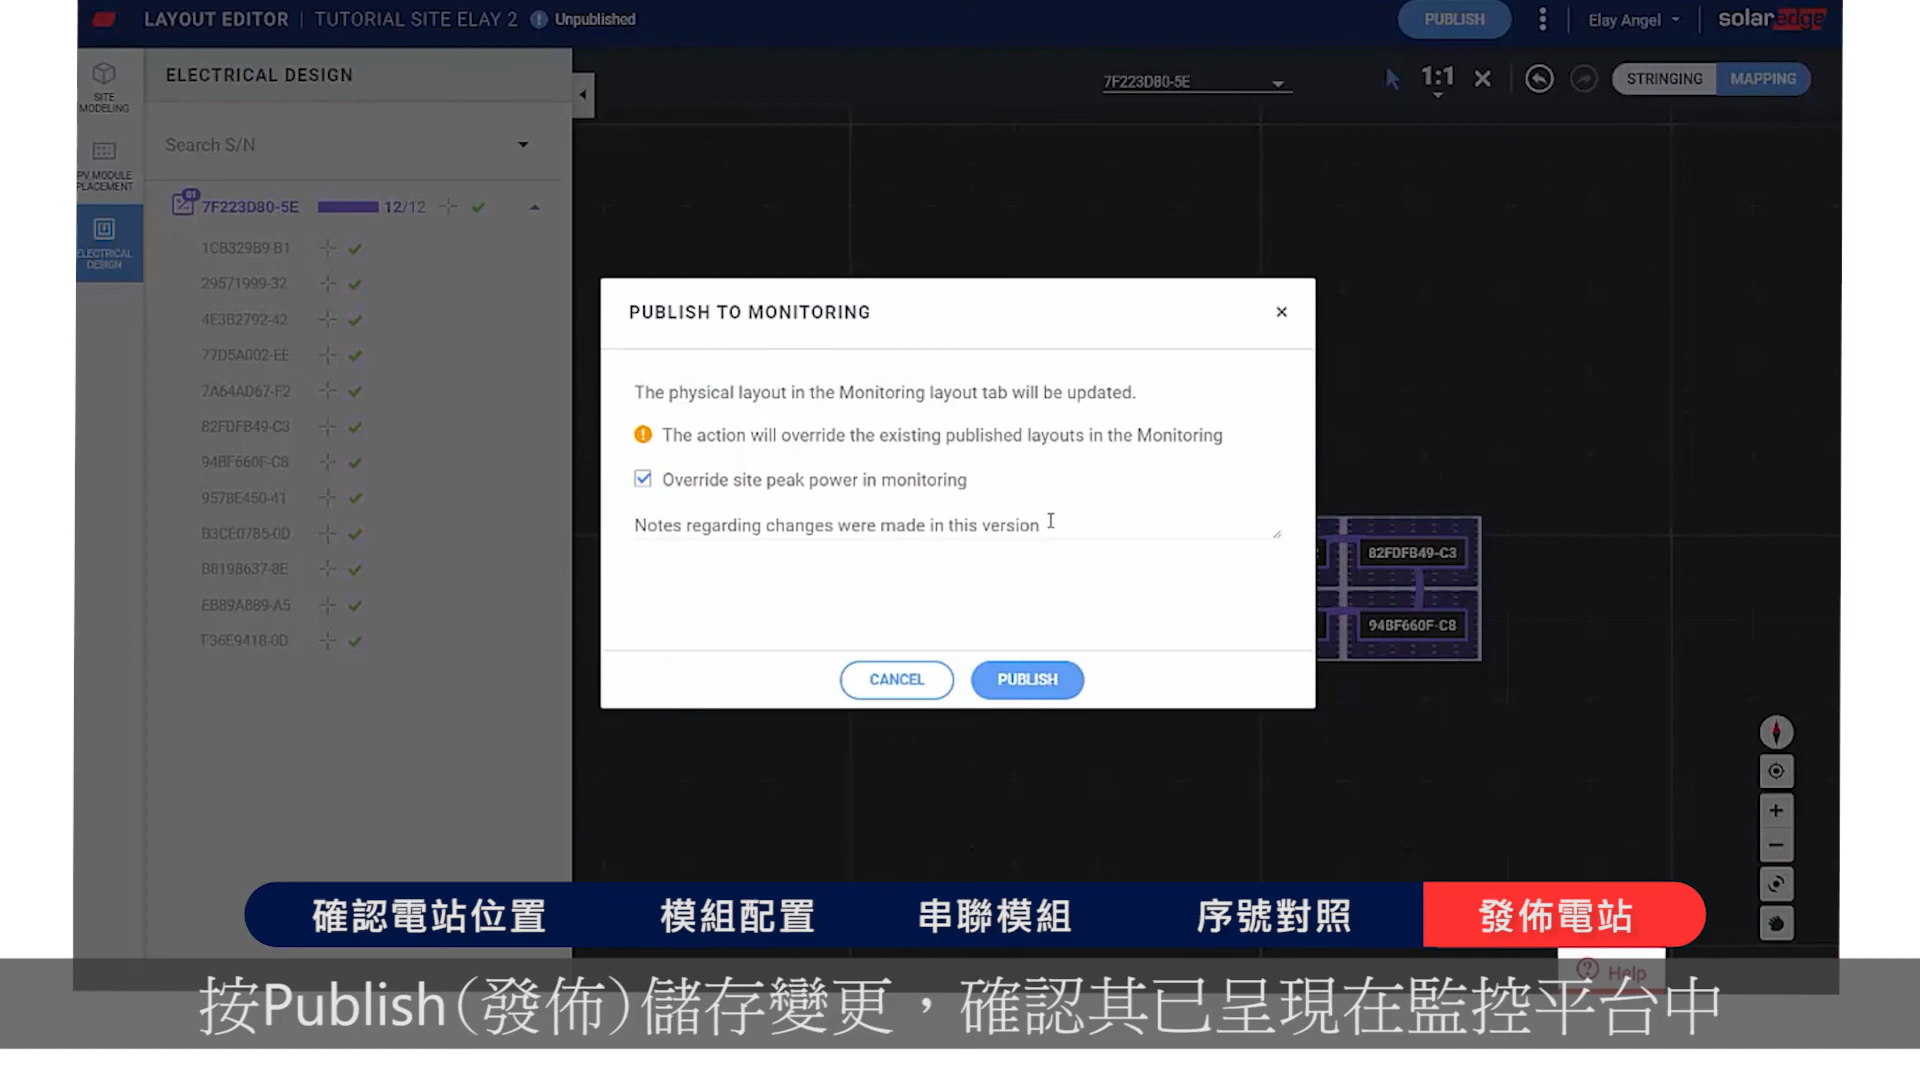 LAYOUT EDITOR | TUTORIAL SITE ELAY 2 Unpublished
PUBLISH
Elay Angel
solaredge
SITE MODELING
PV MODULE PLACEMENT
ELECTRICAL DESIGN
ELECTRICAL DESIGN
Search S/N
01
7F223D80-5E 12/12
1CB329B9-B1
29571999-32
4E3B2792-42
77D5A002-EE
7A64AD67-F2
82FDFB49-C3
94BF660F-C8
9578E450-41
B3CE0785-0D
B8198637-8E
EB89A889-A5
F36E9418-0D
7F223D80-5E
1:1
STRINGING
MAPPING
PUBLISH TO MONITORING
The physical layout in the Monitoring layout tab will be updated.
The action will override the existing published layouts in the Monitoring
Override site peak power in monitoring
Notes regarding changes were made in this version
CANCEL
PUBLISH
82FDFB49-C3
94BF660F-C8
確認電站位置
模組配置
串聯模組
序號對照
發佈電站
Help
按Publish(發佈)儲存變更，確認其已呈現在監控平台中